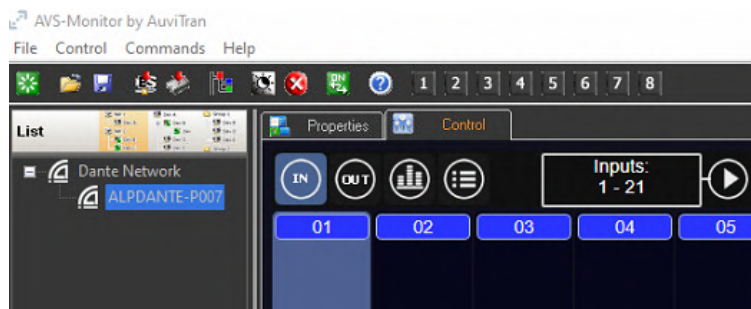 AVS-Monitor by AuviTran
File Control Commands Help
1 2 3 4 5 6 7 8
List
Properties Control
Dante Network
ALPDANTE-P007
IN OUT
Inputs:
1 - 21
01 02 03 04 05